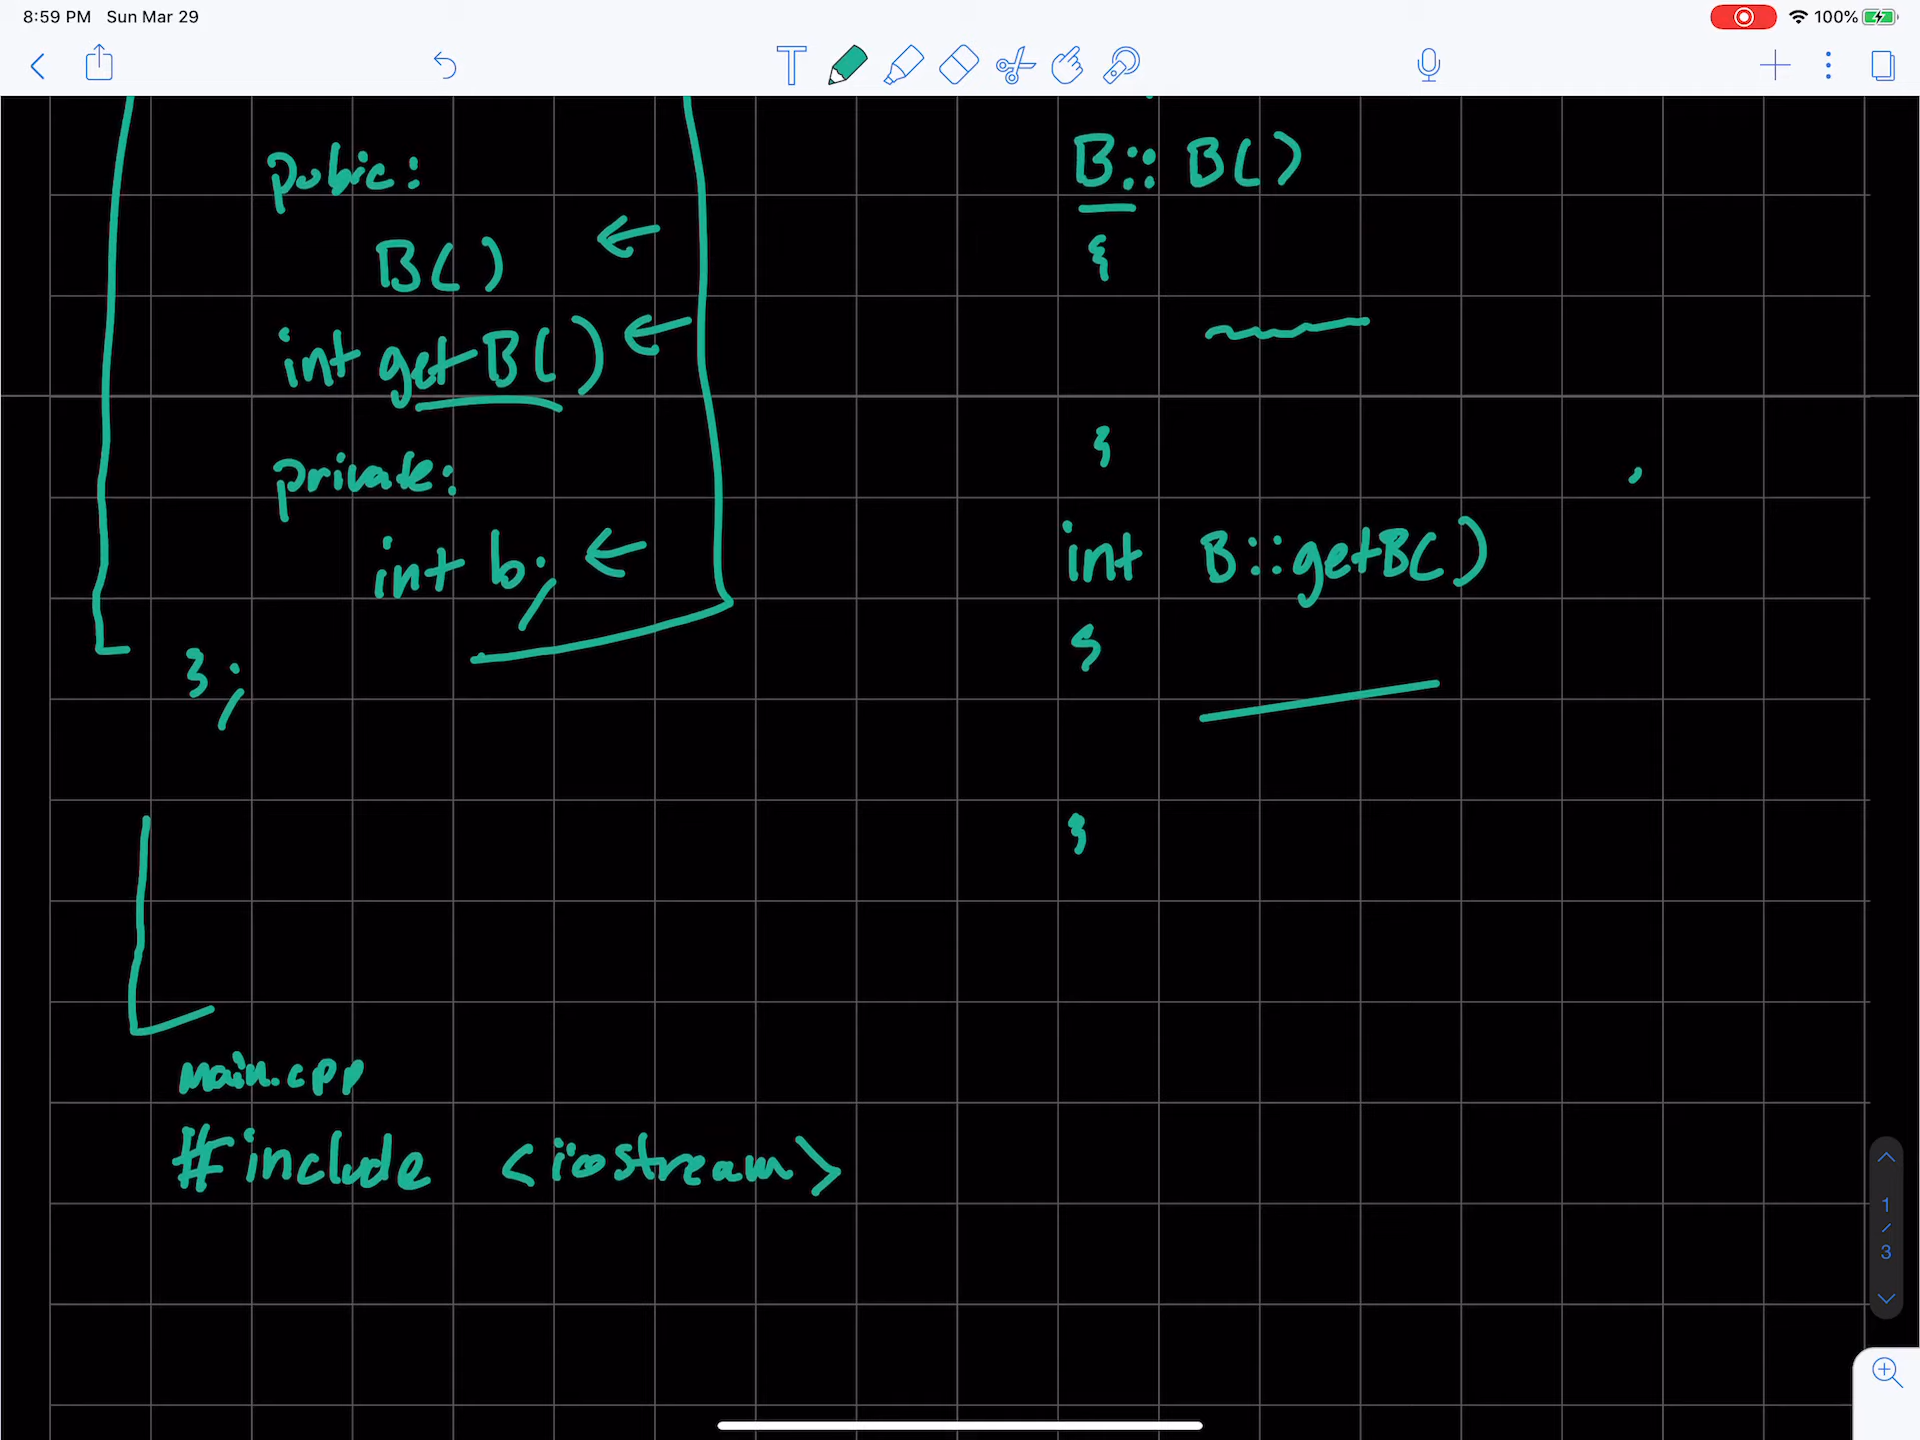 8:59 PM Sun Mar 29
100%
T
pubic:
B()
int getB()
private:
int b;
};
B::B()
{
}
int B::getB()
{
}
main.cpp
#include <iostream>
1
/
3